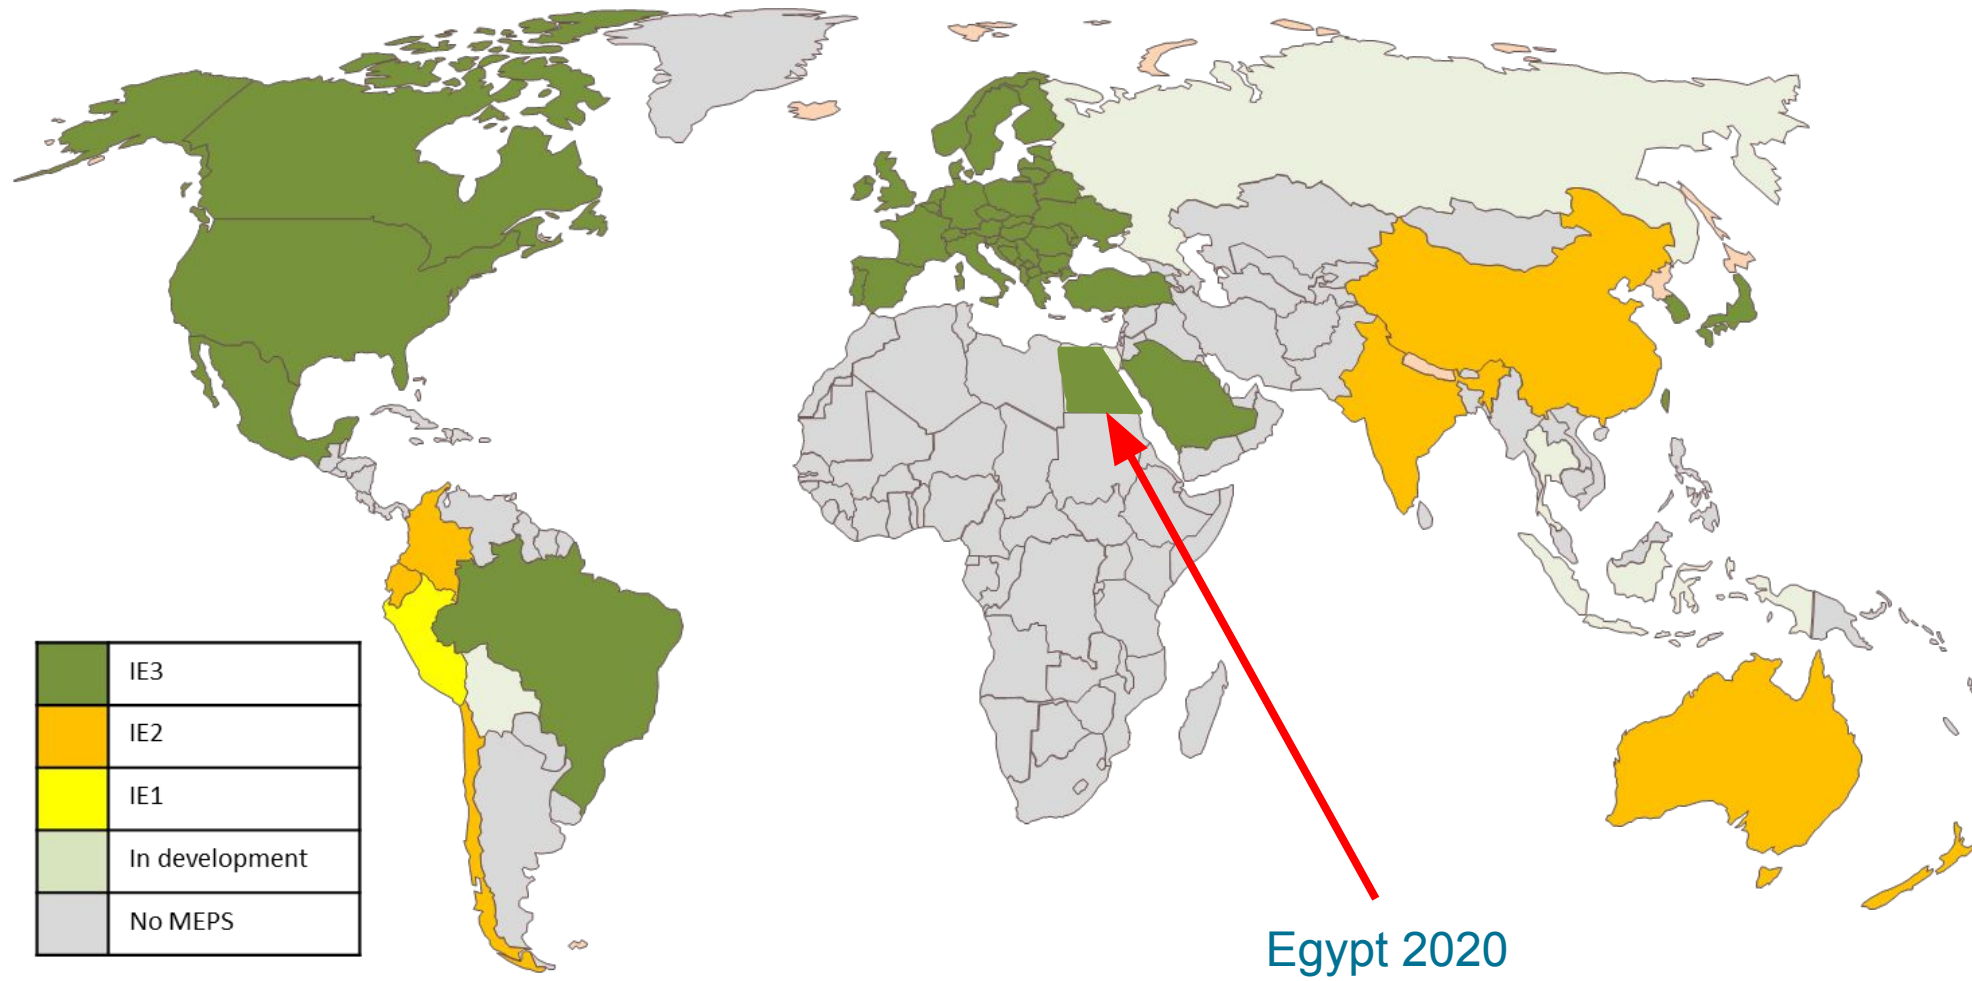 IE3
IE2
IE1
In development
No MEPS
Egypt 2020